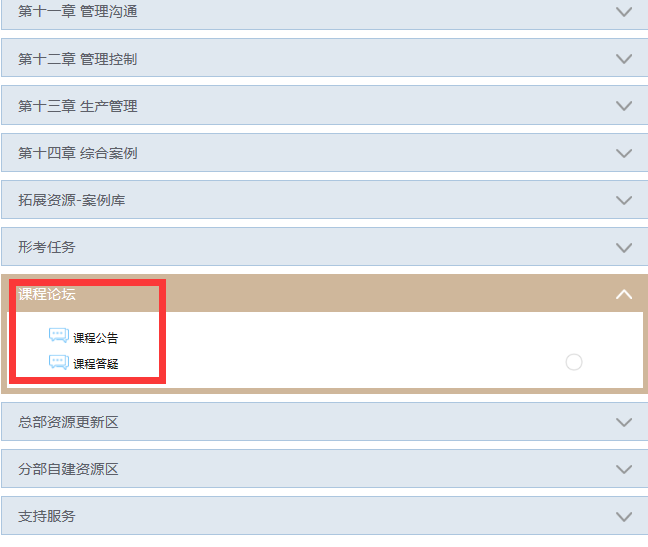 第十一章 管理沟通
第十二章 管理控制
第十三章 生产管理
第十四章 综合案例
拓展资源-案例库
形考任务
课程论坛
课程公告
课程答疑
总部资源更新区
分部自建资源区
支持服务